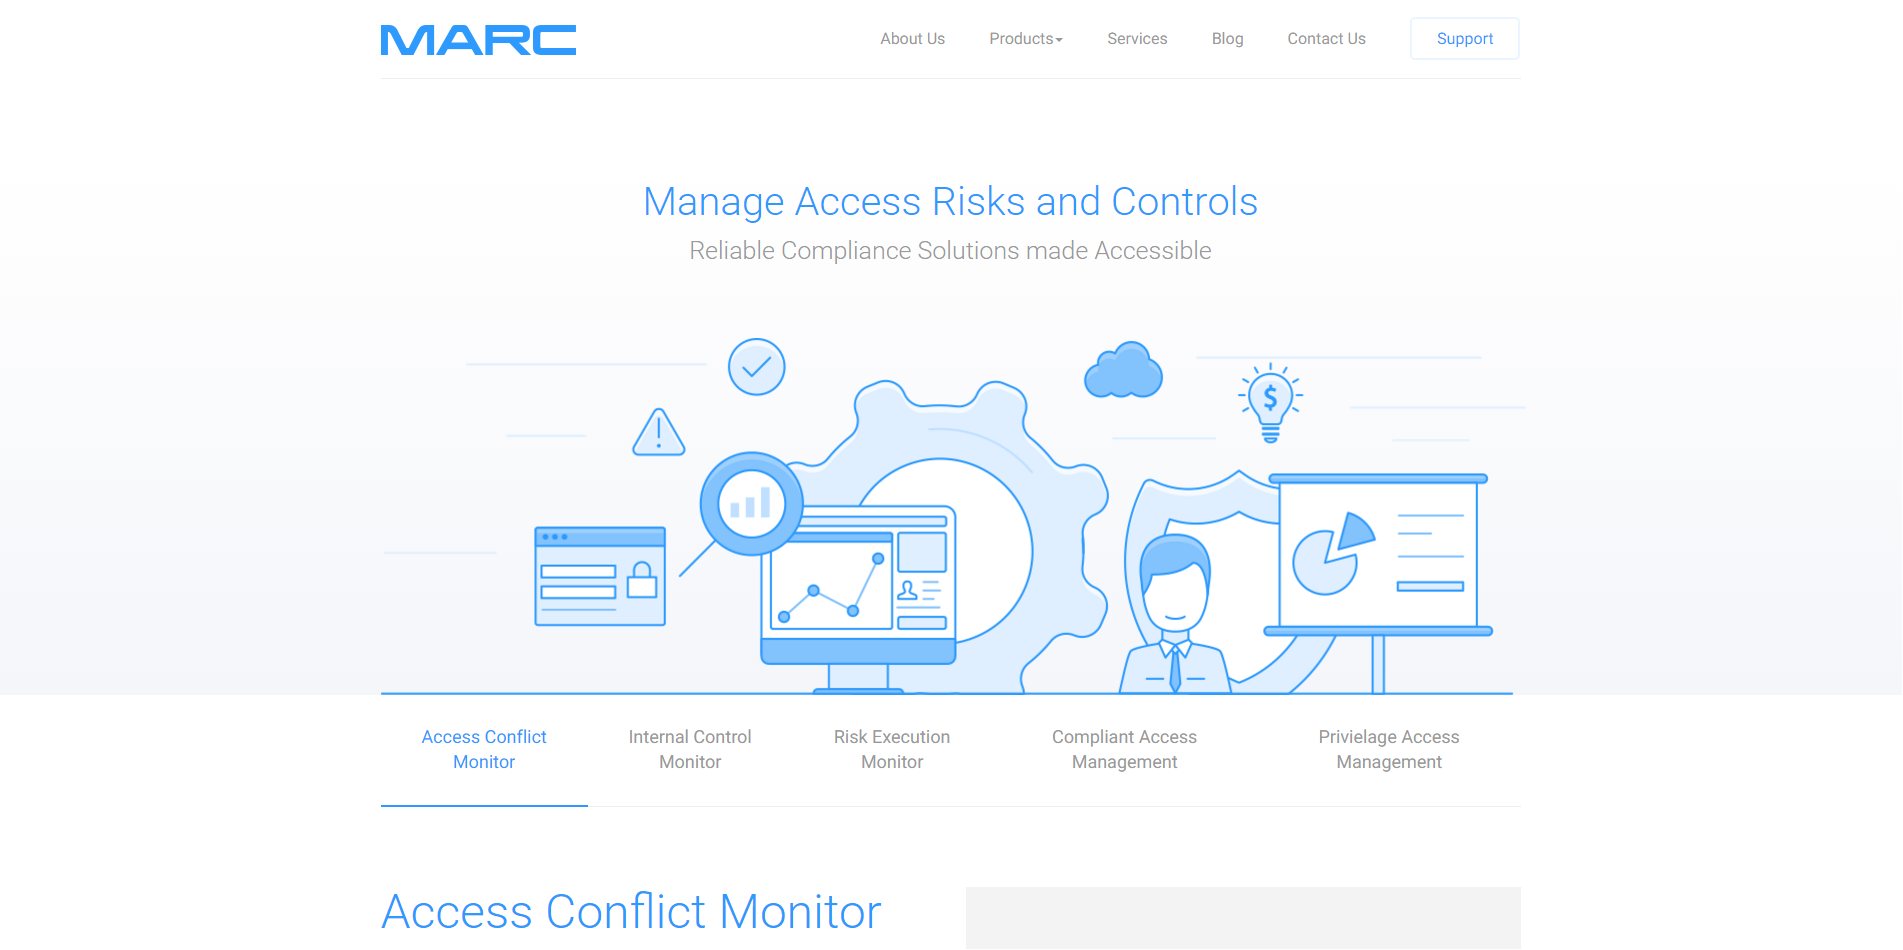 MARC
About Us Products Services Blog Contact Us Support
Manage Access Risks and Controls
Reliable Compliance Solutions made Accessible
$
Access Conflict
Monitor
Internal Control
Monitor
Risk Execution
Monitor
Compliant Access
Management
Privielage Access
Management
Access Conflict Monitor